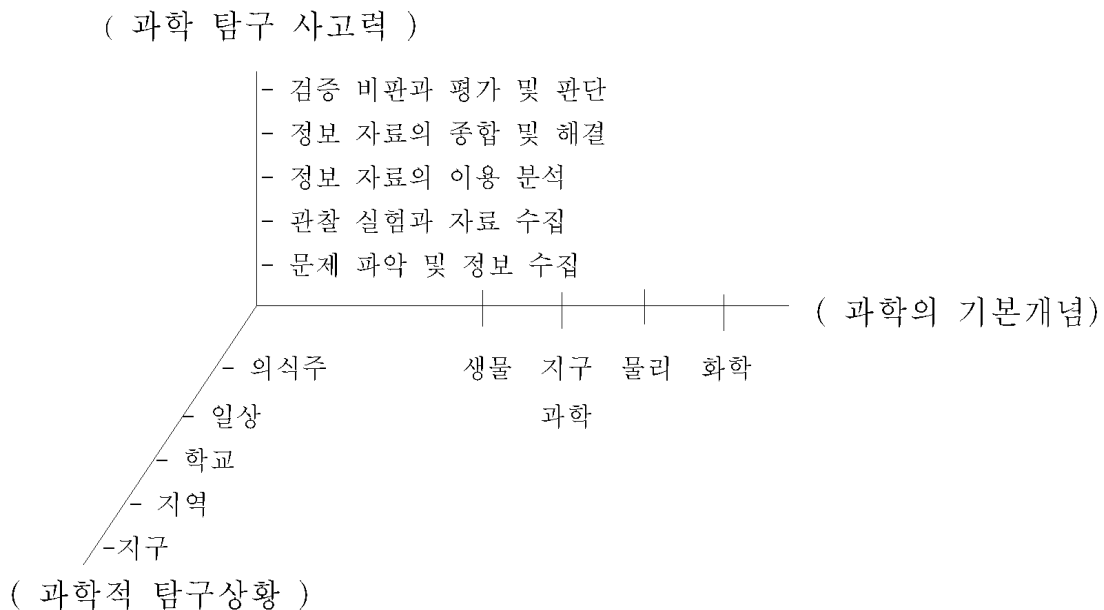 ( 과학 탐구 사고력 )
- 검증 비판과 평가 및 판단
- 정보 자료의 종합 및 해결
- 정보 자료의 이용 분석
- 관찰 실험과 자료 수집
- 문제 파악 및 정보 수집
( 과학의 기본개념)
- 의식주
생물 지구 물리 화학
- 일상
과학
- 학교
- 지역
-지구
( 과학적 탐구상황 )